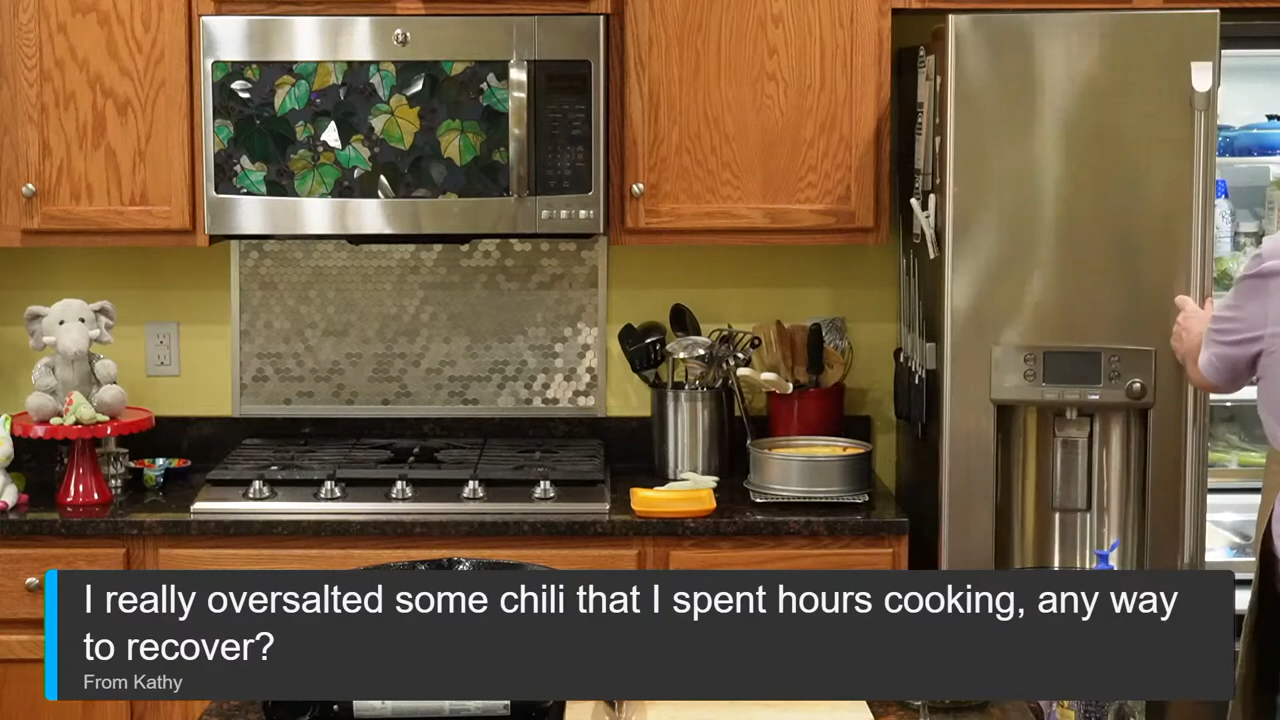 I really oversalted some chili that I spent hours cooking, any way
to recover?
From Kathy